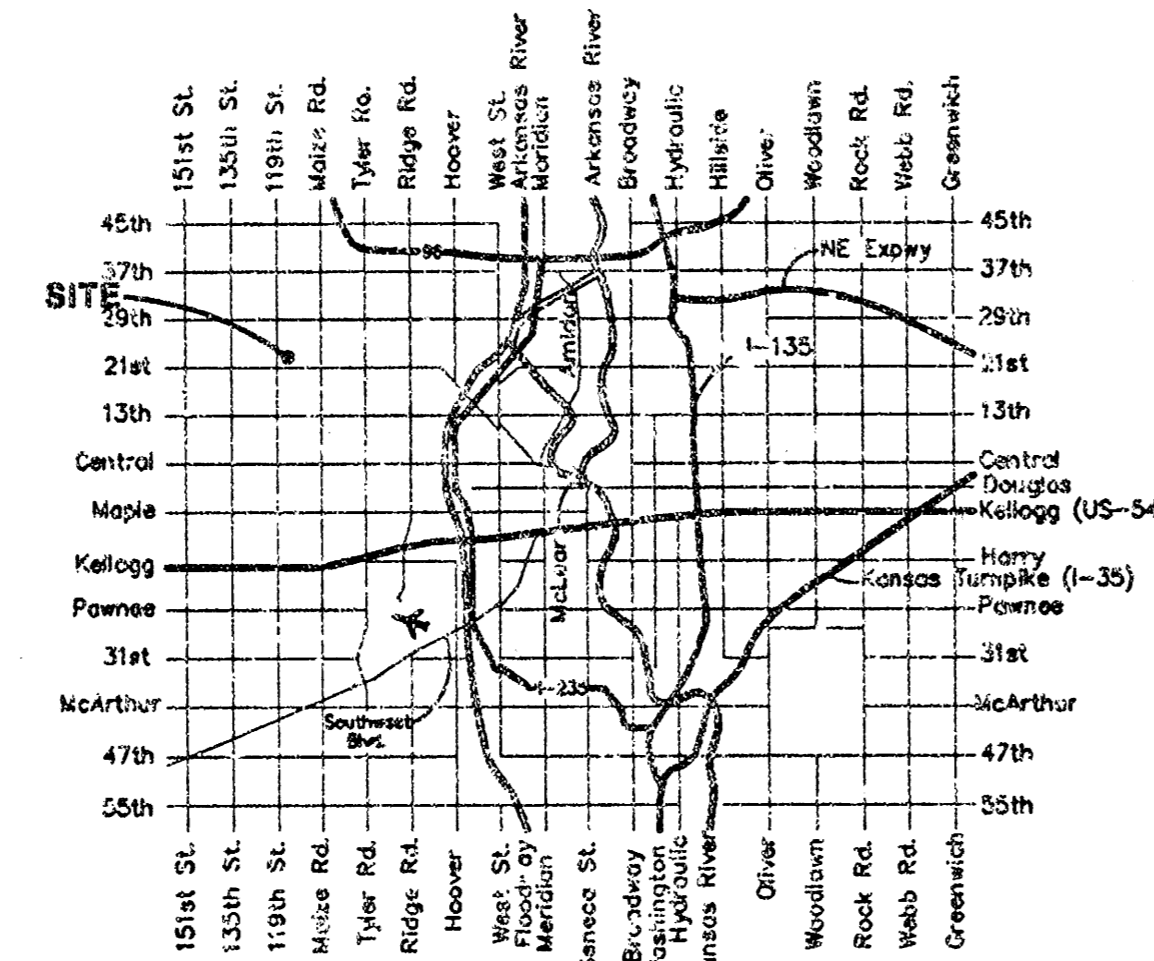 151st St.
135th St.
119th St.
Maize Rd.
Tyler Rd.
Ridge Rd.
Hoover
West St.
Arkansas River
Meridian
Arkansas River
Broadway
Hydraulic
Hillside
Oliver
Woodlawn
Rock Rd.
Webb Rd.
Greenwich
45th
37th
SITE
29th
21st
13th
Central
Maple
Kellogg
Pawnee
31st
McArthur
47th
55th
96
Amidon
NE Expwy
I-135
McLean
Southwest
Blvd.
I-235
45th
37th
29th
21st
13th
Central
Douglas
Kellogg (US-54
Harry
Kansas Turnpike (I-35)
Pawnee
31st
McArthur
47th
55th
151st St.
135th St.
119th St.
Maize Rd.
Tyler Rd.
Ridge Rd.
Hoover
West St.
Meridian
Seneca St.
Broadway
Hydraulic
Oliver
Woodlawn
Rock Rd.
Webb Rd.
Greenwich